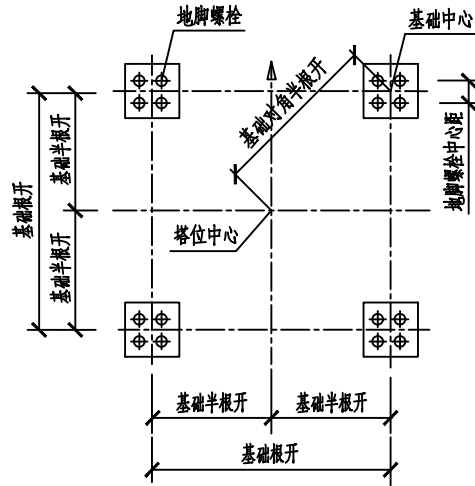 地脚螺栓
基础中心
基础对角半根开
基础半根开
基础根开
地脚螺栓中心距
塔位中心
基础半根开
基础半根开
基础半根开
基础根开